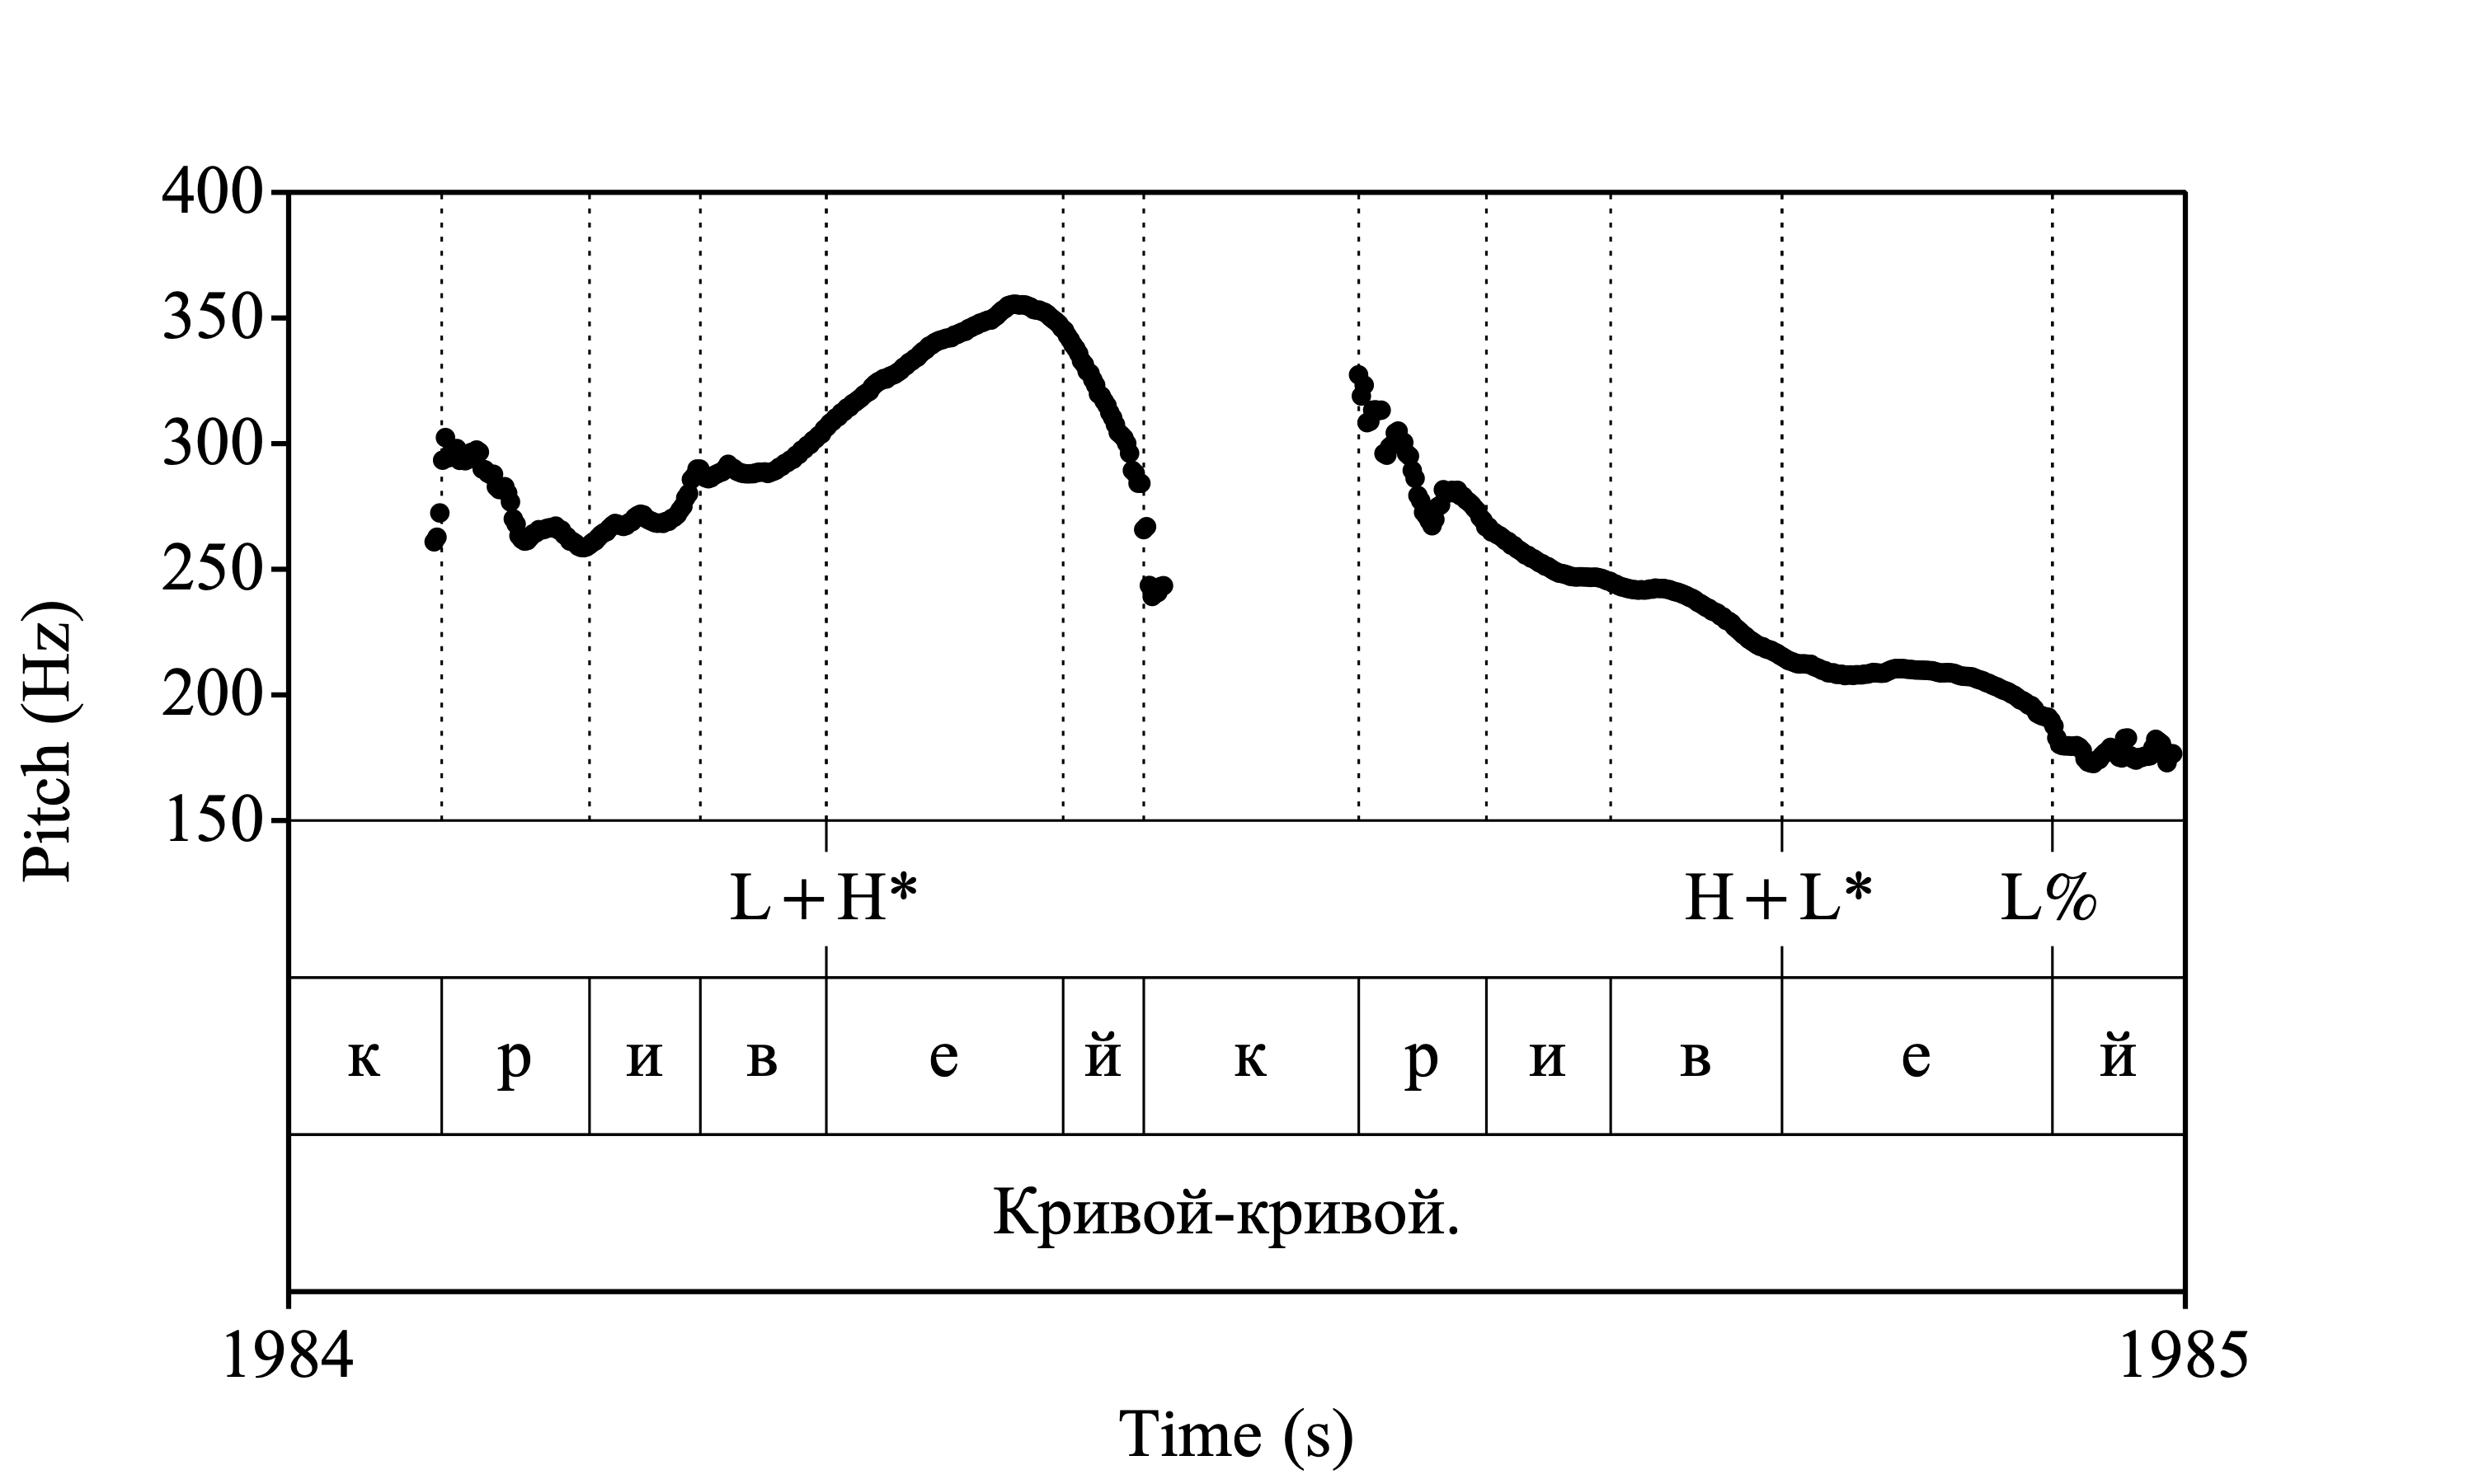 400
350
300
250
200
150
Pitch (Hz)
L+H* H+L* L%
к р и в е й к р и в е й
Кривой-кривой.
1984 1985
Time (s)